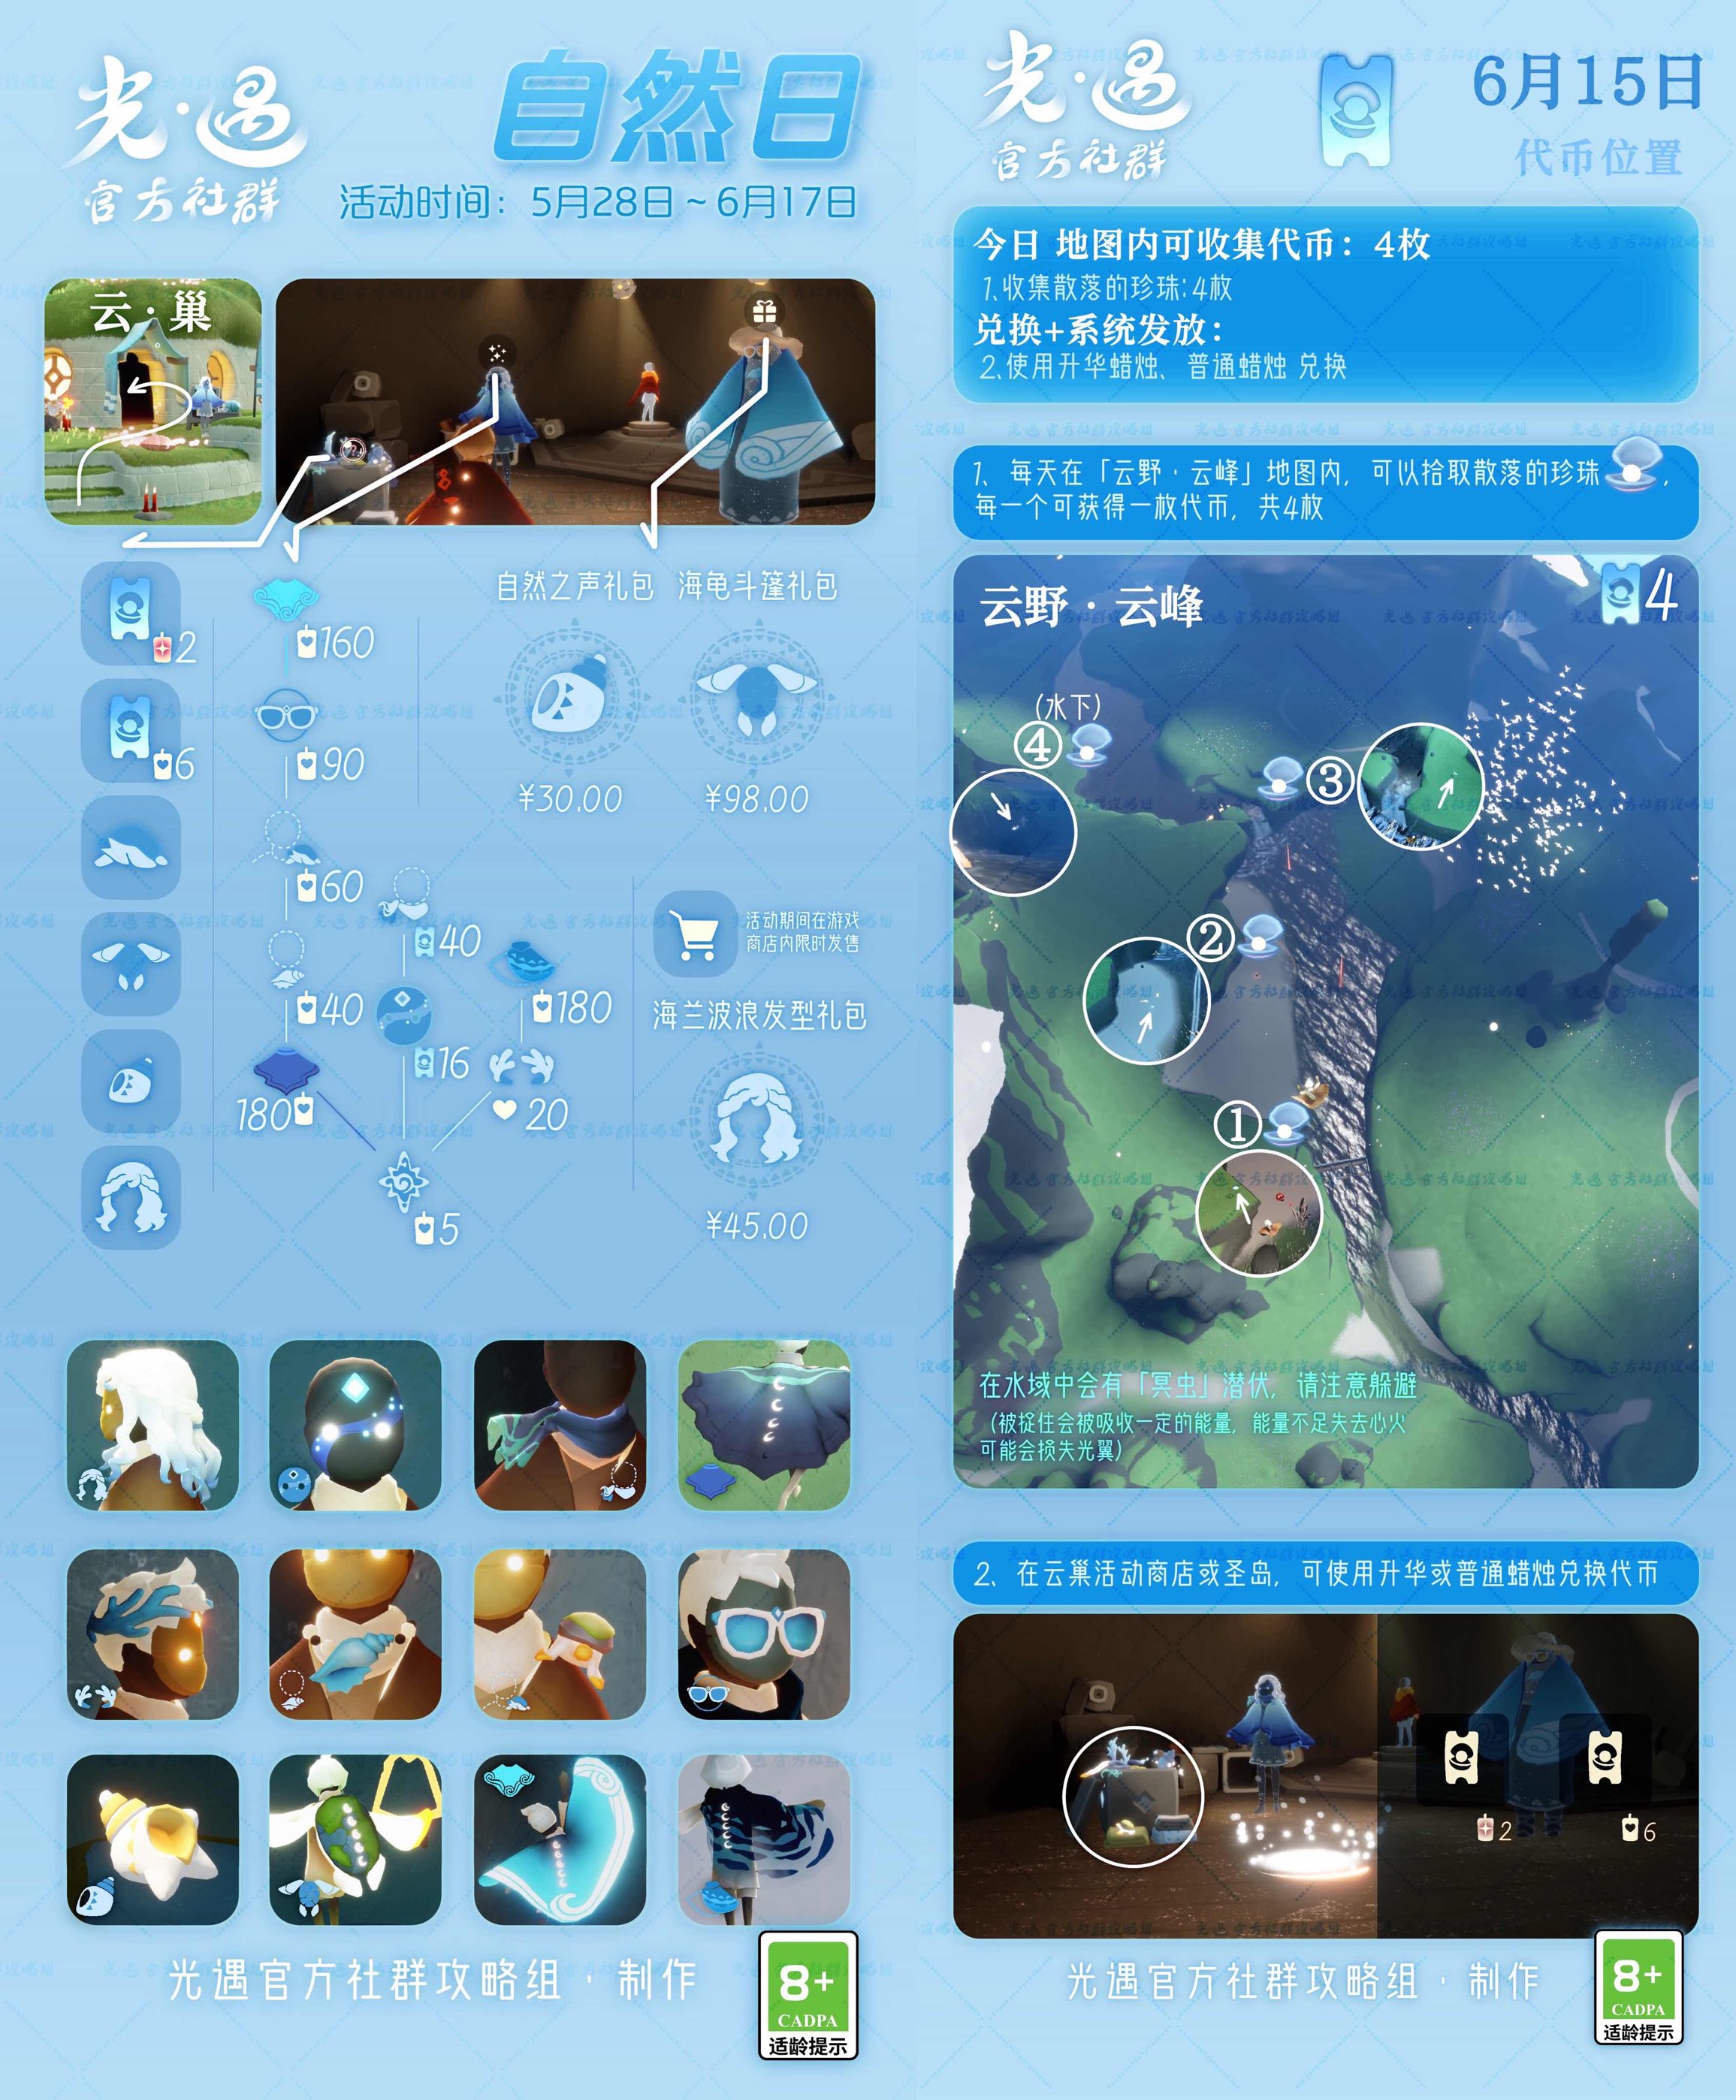 光·遇
官方社群
自然日
活动时间：5月28日~6月17日
云·巢
2
6
160
90
60
40
180
40
16
180
20
5
自然之声礼包
海龟斗篷礼包
¥30.00
¥98.00
活动期间在游戏
商店内限时发售
海兰波浪发型礼包
¥45.00
光遇官方社群攻略组·制作
8+
CADPA
适龄提示
光·遇
官方社群
6月15日
代币位置
今日 地图内可收集代币：4枚
1、收集散落的珍珠：4枚
兑换+系统发放：
2、使用升华蜡烛、普通蜡烛 兑换
1、每天在「云野·云峰」地图内，可以拾取散落的珍珠，
每一个可获得一枚代币，共4枚
云野·云峰
4
（水下）
④
③
②
①
在水域中会有「冥虫」潜伏，请注意躲避
（被捉住会被吸收一定的能量，能量不足失去心火
可能会损失光翼）
2、在云巢活动商店或圣岛，可使用升华或普通蜡烛兑换代币
2
6
光遇官方社群攻略组·制作
8+
CADPA
适龄提示